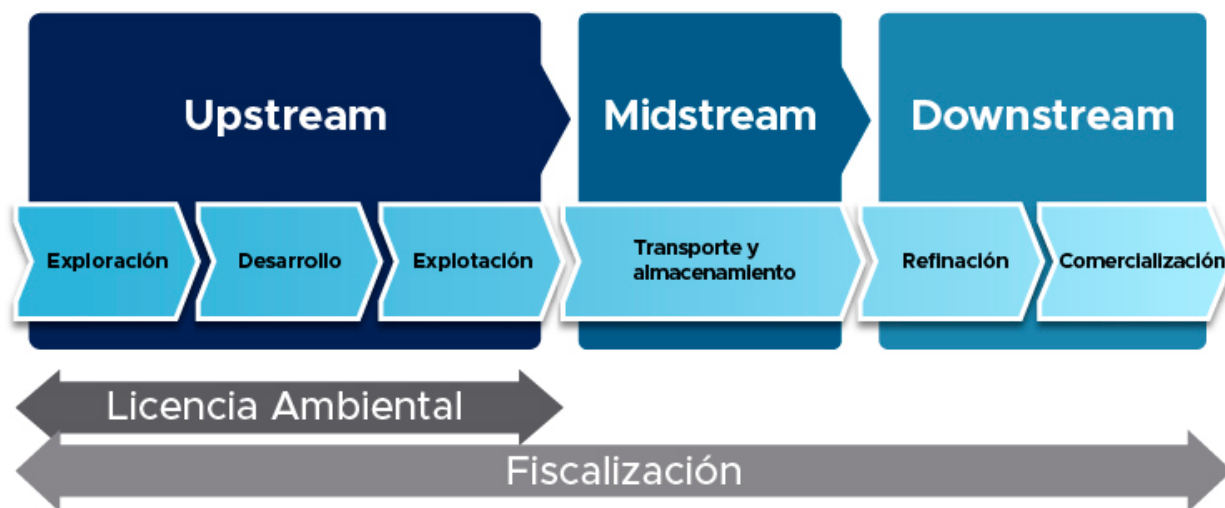 Upstream
Midstream
Downstream
Exploración
Desarrollo
Explotación
Transporte y
almacenamiento
Refinación
Comercialización
Licencia Ambiental
Fiscalización